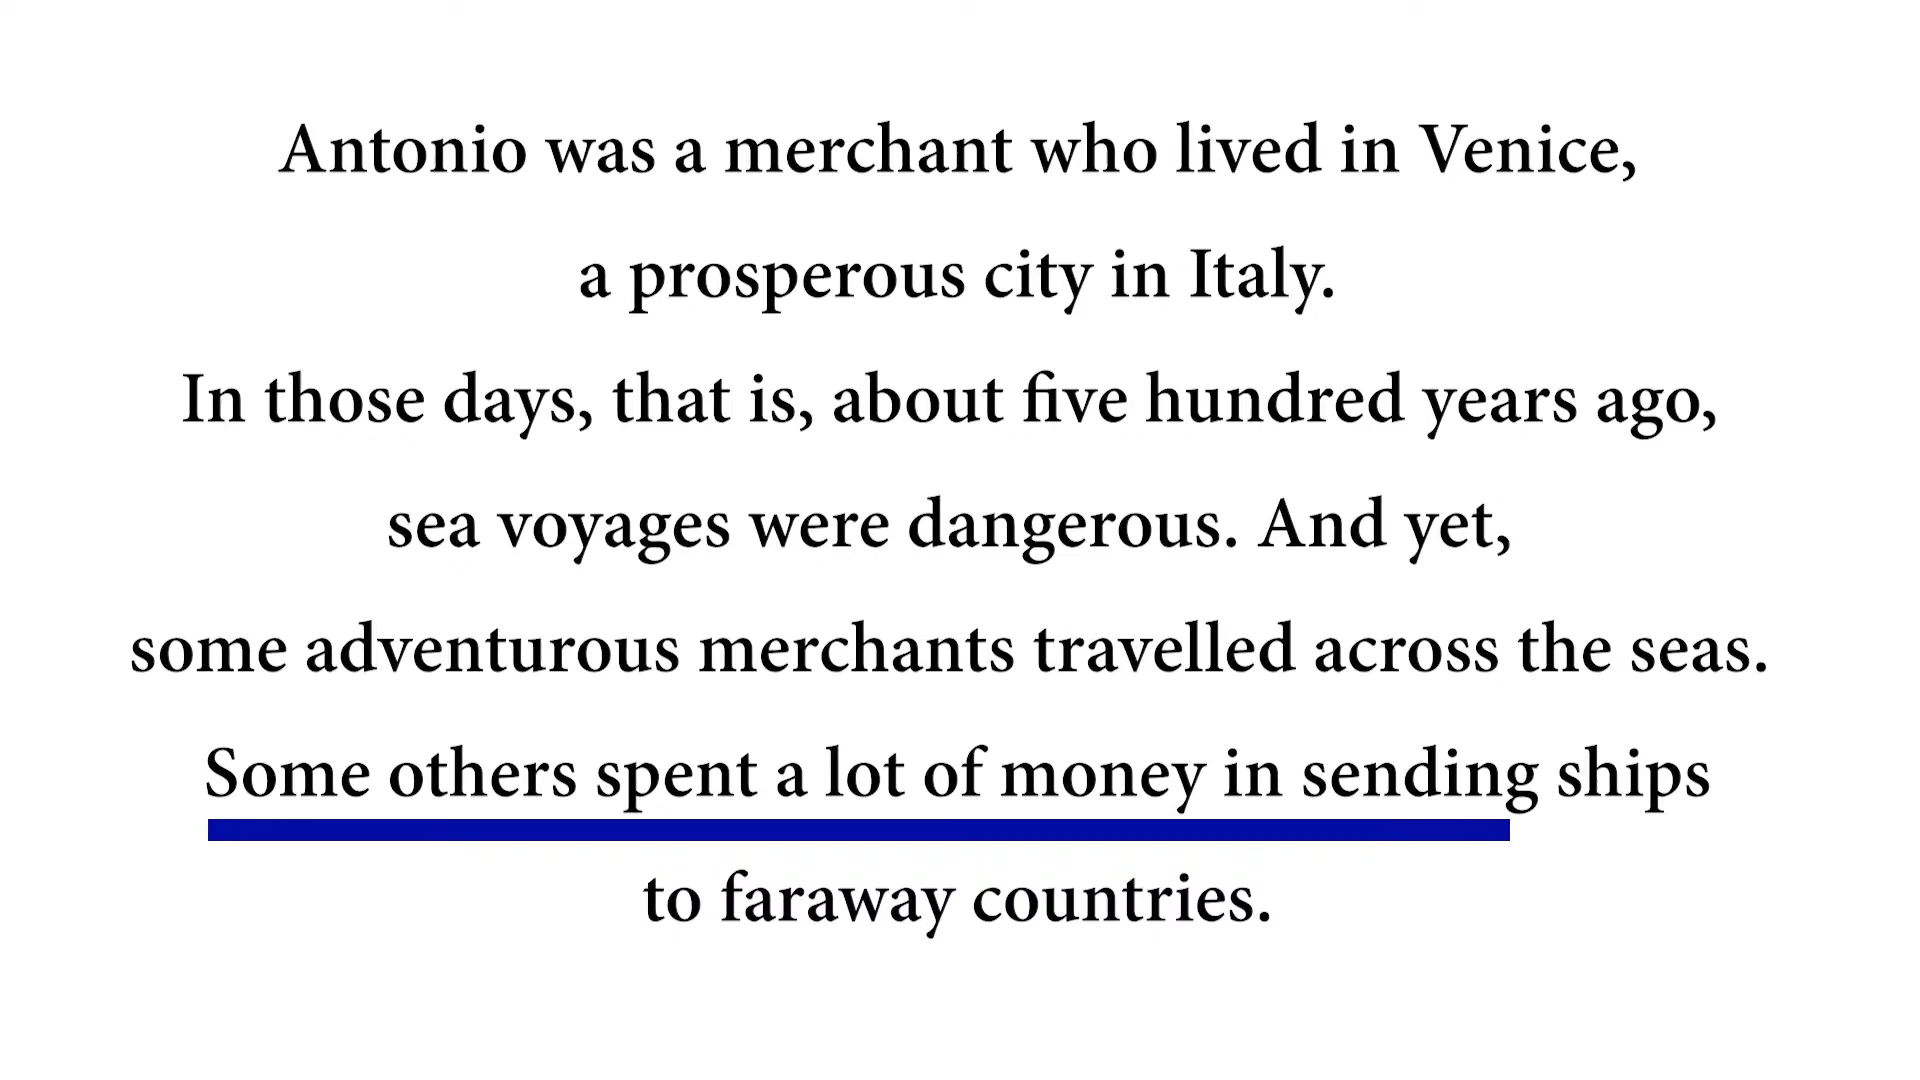 Antonio was a merchant who lived in Venice,
a prosperous city in Italy.
In those days, that is, about five hundred years ago,
sea voyages were dangerous. And yet,
some adventurous merchants travelled across the seas.
Some others spent a lot of money in sending ships
to faraway countries.